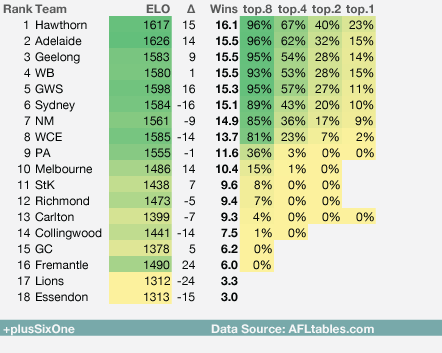 Rank Team ELO Δ Wins top.8 top.4 top.2 top.1
1 Hawthorn 1617 15 16.1 96% 67% 40% 23%
2 Adelaide 1626 14 15.5 96% 62% 32% 15%
3 Geelong 1583 9 15.5 95% 54% 28% 14%
4 WB 1580 1 15.5 93% 53% 28% 15%
5 GWS 1598 16 15.3 95% 57% 27% 11%
6 Sydney 1584 -16 15.1 89% 43% 20% 10%
7 NM 1561 -9 14.9 85% 36% 17% 9%
8 WCE 1585 -14 13.7 81% 23% 7% 2%
9 PA 1555 -1 11.6 36% 3% 0% 0%
10 Melbourne 1486 14 10.4 15% 1% 0%
11 StK 1438 7 9.6 8% 0% 0%
12 Richmond 1473 -5 9.4 7% 0% 0%
13 Carlton 1399 -7 9.3 4% 0% 0% 0%
14 Collingwood 1441 -14 7.5 1% 0%
15 GC 1378 5 6.2 0%
16 Fremantle 1490 24 6.0 0%
17 Lions 1312 -24 3.3
18 Essendon 1313 -15 3.0
+plusSixOne Data Source: AFLtables.com